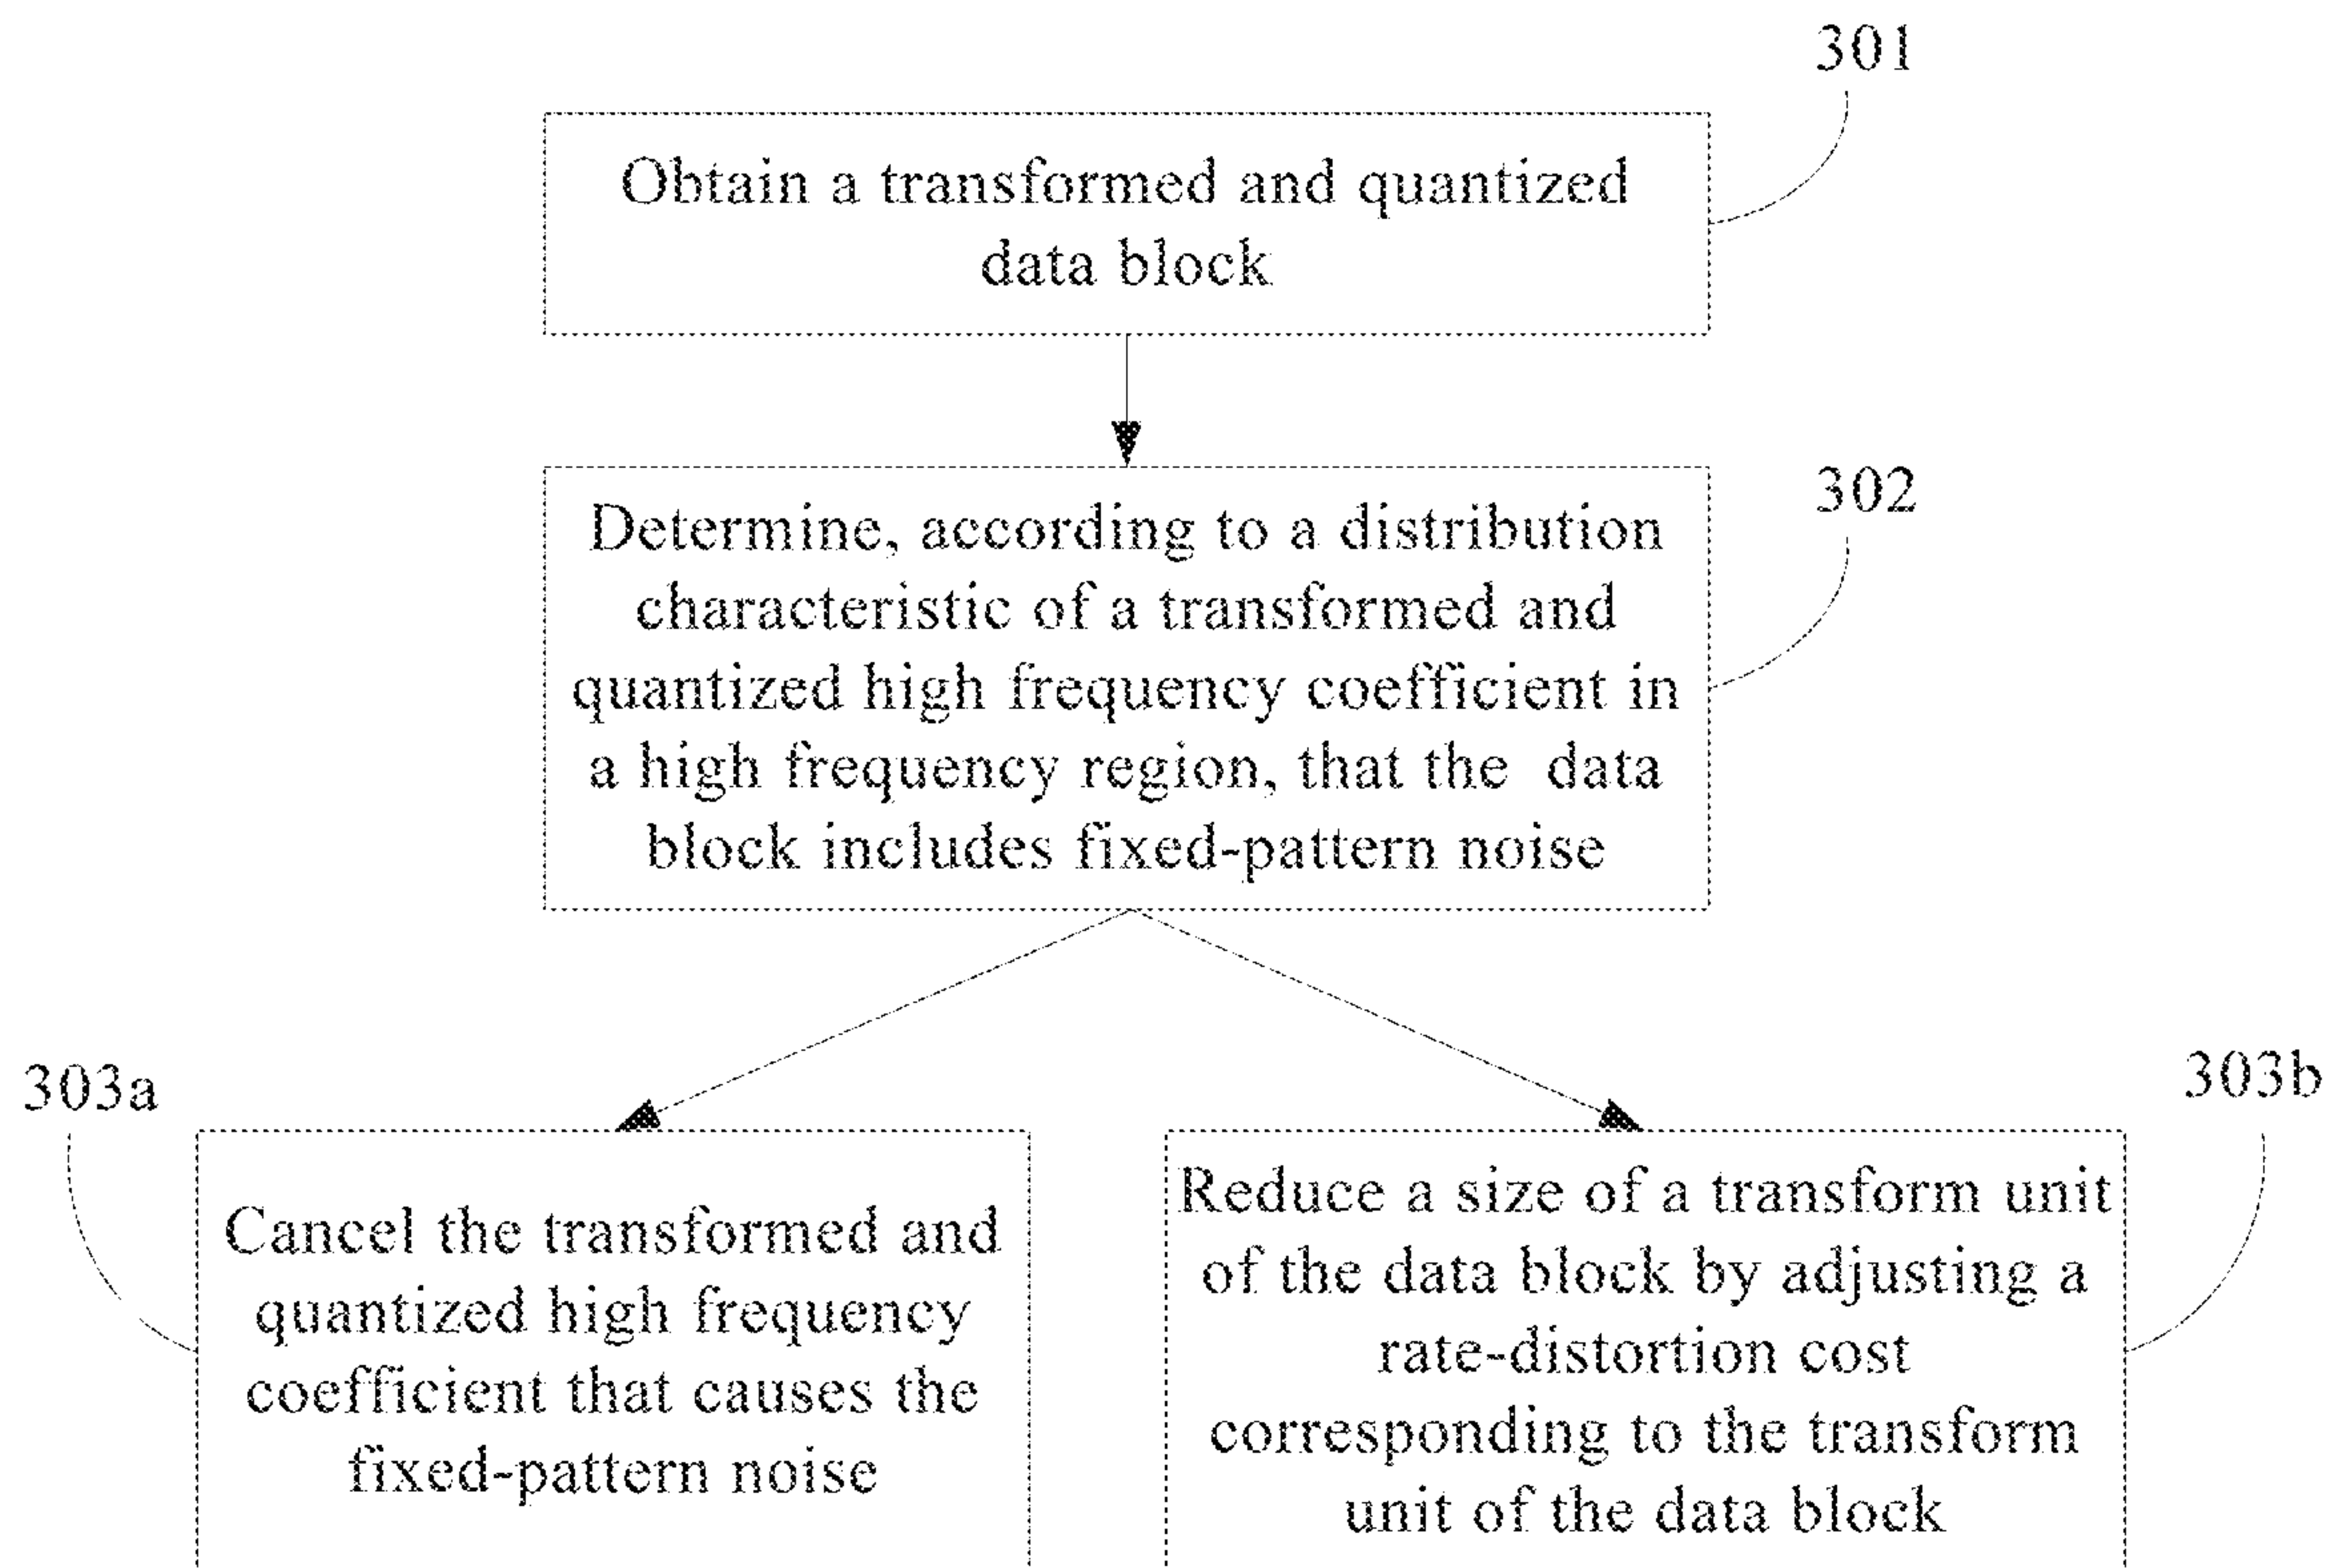 301
Obtain a transformed and quantized
data block
302
Determine, according to a distribution
characteristic of a transformed and
quantized high frequency coefficient in
a high frequency region, that the data
block includes fixed-pattern noise
303a
Cancel the transformed and
quantized high frequency
coefficient that causes the
fixed-pattern noise
303b
Reduce a size of a transform unit
of the data block by adjusting a
rate-distortion cost
corresponding to the transform
unit of the data block